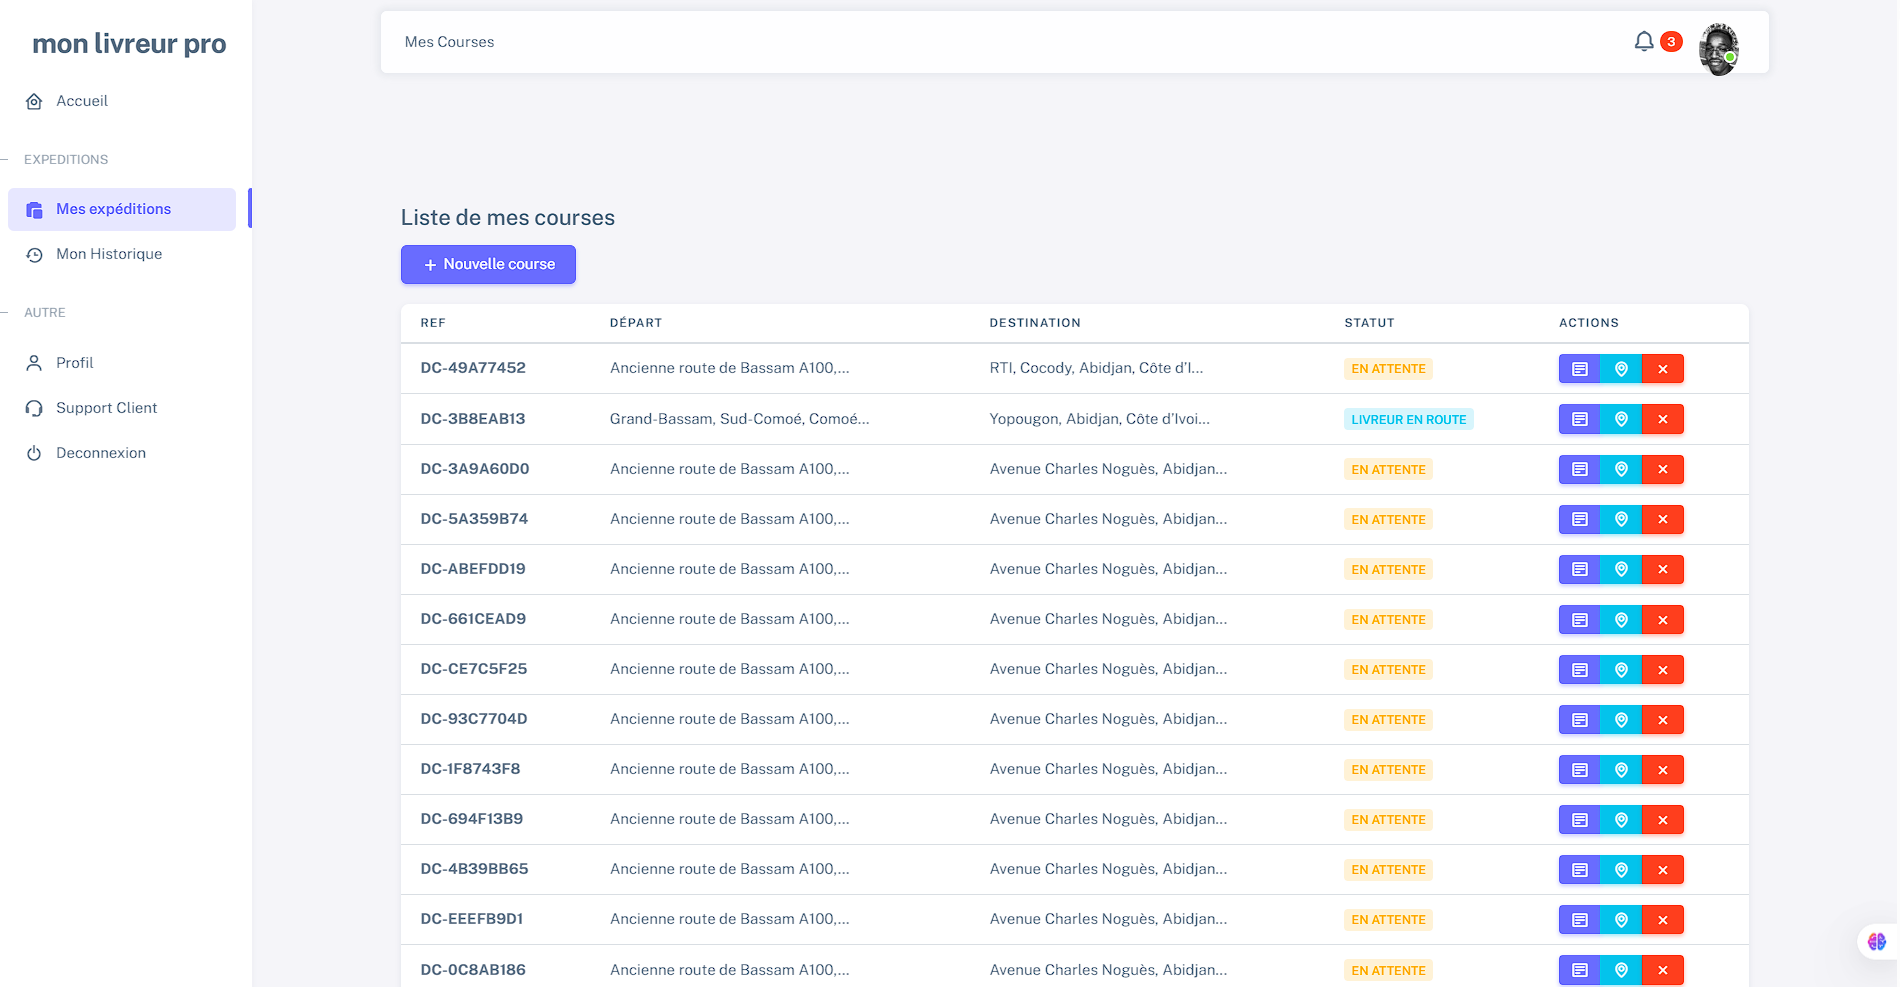 mon livreur pro
Accueil
EXPEDITIONS
Mes expéditions
Mon Historique
AUTRE
Profil
Support Client
Deconnexion
Mes Courses
3
Liste de mes courses
+ Nouvelle course
REF DÉPART DESTINATION STATUT ACTIONS
DC-49A77452 Ancienne route de Bassam A100,... RTI, Cocody, Abidjan, Côte d'I... EN ATTENTE
DC-3B8EAB13 Grand-Bassam, Sud-Comoé, Comoé... Yopougon, Abidjan, Côte d'Ivoi... LIVREUR EN ROUTE
DC-3A9A60D0 Ancienne route de Bassam A100,... Avenue Charles Noguès, Abidjan... EN ATTENTE
DC-5A359B74 Ancienne route de Bassam A100,... Avenue Charles Noguès, Abidjan... EN ATTENTE
DC-ABEFDD19 Ancienne route de Bassam A100,... Avenue Charles Noguès, Abidjan... EN ATTENTE
DC-661CEAD9 Ancienne route de Bassam A100,... Avenue Charles Noguès, Abidjan... EN ATTENTE
DC-CE7C5F25 Ancienne route de Bassam A100,... Avenue Charles Noguès, Abidjan... EN ATTENTE
DC-93C7704D Ancienne route de Bassam A100,... Avenue Charles Noguès, Abidjan... EN ATTENTE
DC-1F8743F8 Ancienne route de Bassam A100,... Avenue Charles Noguès, Abidjan... EN ATTENTE
DC-694F13B9 Ancienne route de Bassam A100,... Avenue Charles Noguès, Abidjan... EN ATTENTE
DC-4B39BB65 Ancienne route de Bassam A100,... Avenue Charles Noguès, Abidjan... EN ATTENTE
DC-EEEFB9D1 Ancienne route de Bassam A100,... Avenue Charles Noguès, Abidjan... EN ATTENTE
DC-0C8AB186 Ancienne route de Bassam A100,... Avenue Charles Noguès, Abidjan... EN ATTENTE